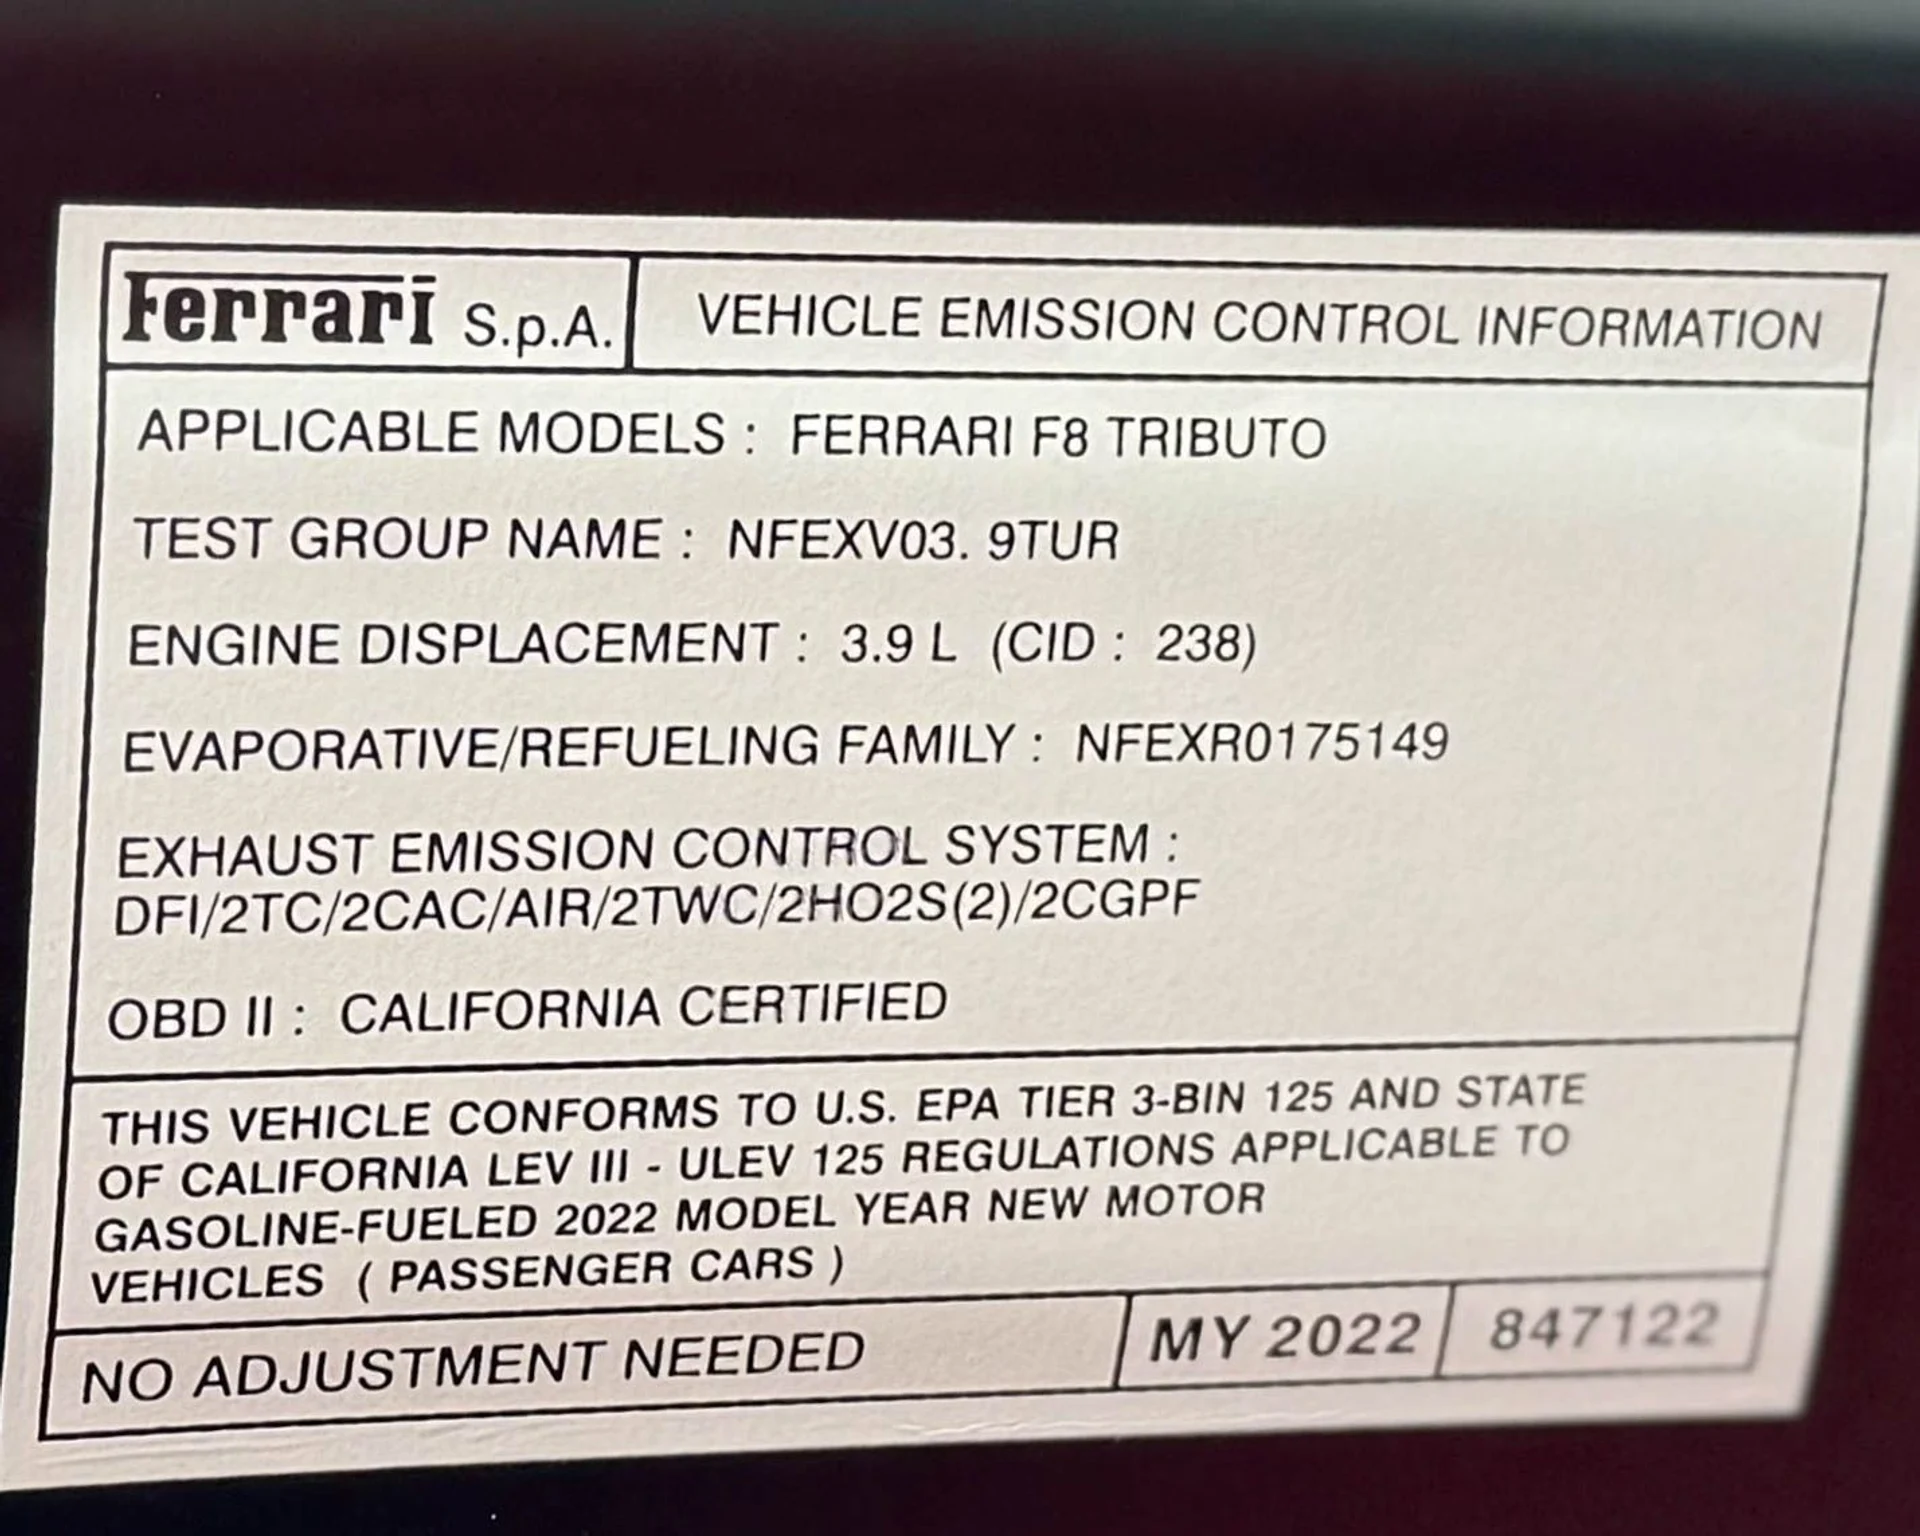 Ferrari S.p.A. VEHICLE EMISSION CONTROL INFORMATION
APPLICABLE MODELS : FERRARI F8 TRIBUTO
TEST GROUP NAME : NFEXV03. 9TUR
ENGINE DISPLACEMENT : 3.9 L (CID : 238)
EVAPORATIVE/REFUELING FAMILY : NFEXR0175149
EXHAUST EMISSION CONTROL SYSTEM :
DFI/2TC/2CAC/AIR/2TWC/2HO2S(2)/2CGPF
OBD II : CALIFORNIA CERTIFIED
THIS VEHICLE CONFORMS TO U.S. EPA TIER 3-BIN 125 AND STATE
OF CALIFORNIA LEV III - ULEV 125 REGULATIONS APPLICABLE TO
GASOLINE-FUELED 2022 MODEL YEAR NEW MOTOR
VEHICLES ( PASSENGER CARS )
NO ADJUSTMENT NEEDED MY 2022 847122